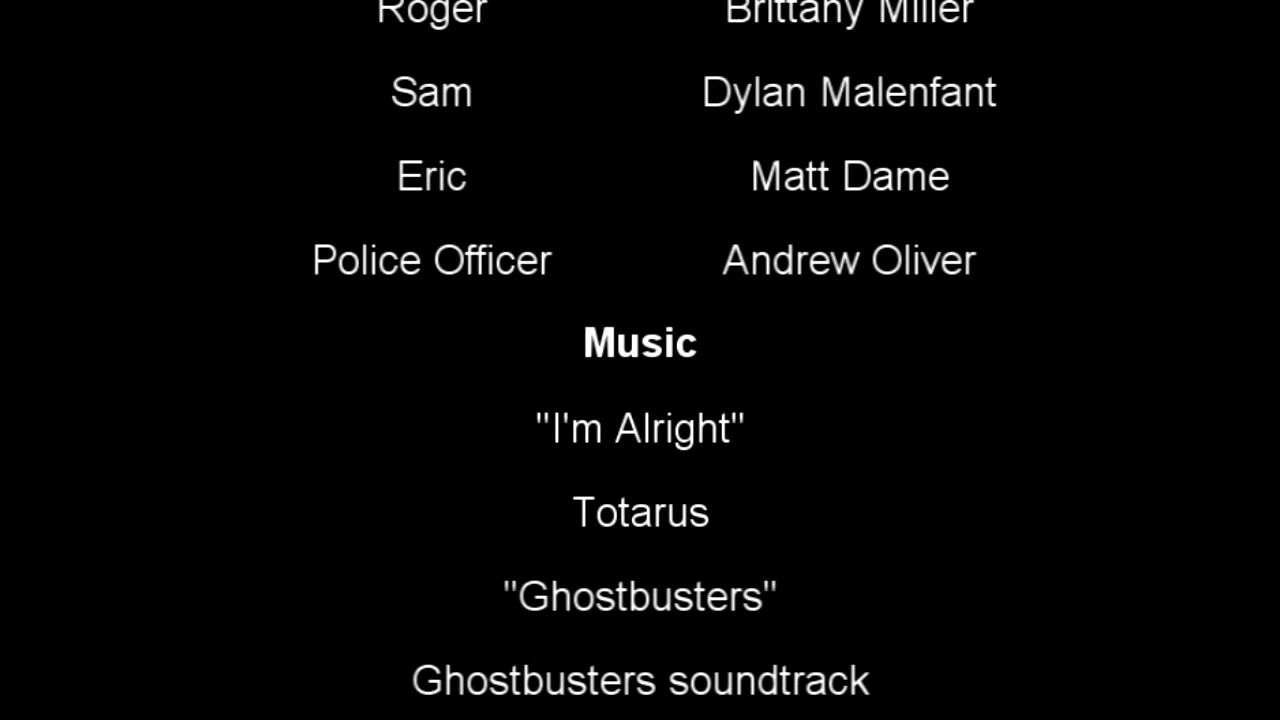 Roger Brittany Miller
Sam Dylan Malenfant
Eric Matt Dame
Police Officer Andrew Oliver
Music
"I'm Alright"
Totarus
"Ghostbusters"
Ghostbusters soundtrack